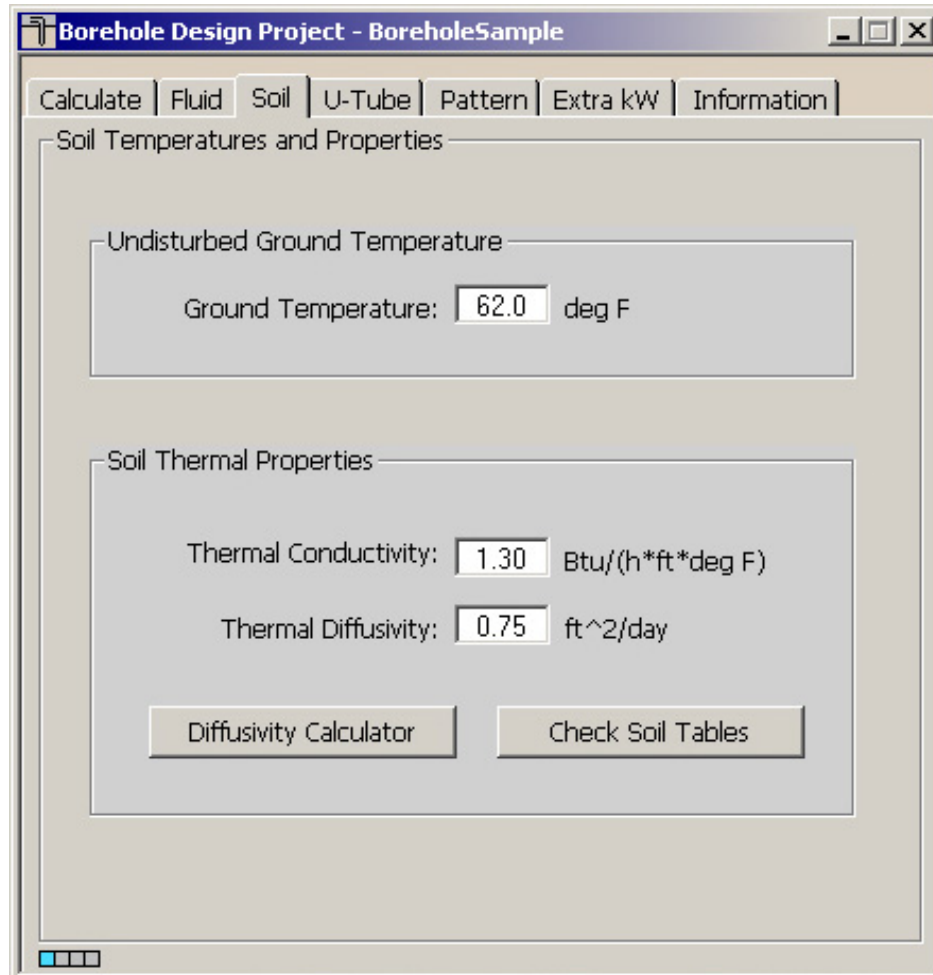 Borehole Design Project - BoreholeSample
Calculate Fluid Soil U-Tube Pattern Extra kW Information
Soil Temperatures and Properties
Undisturbed Ground Temperature
Ground Temperature: 62.0 deg F
Soil Thermal Properties
Thermal Conductivity: 1.30 Btu/(h*ft*deg F)
Thermal Diffusivity: 0.75 ft^2/day
Diffusivity Calculator Check Soil Tables